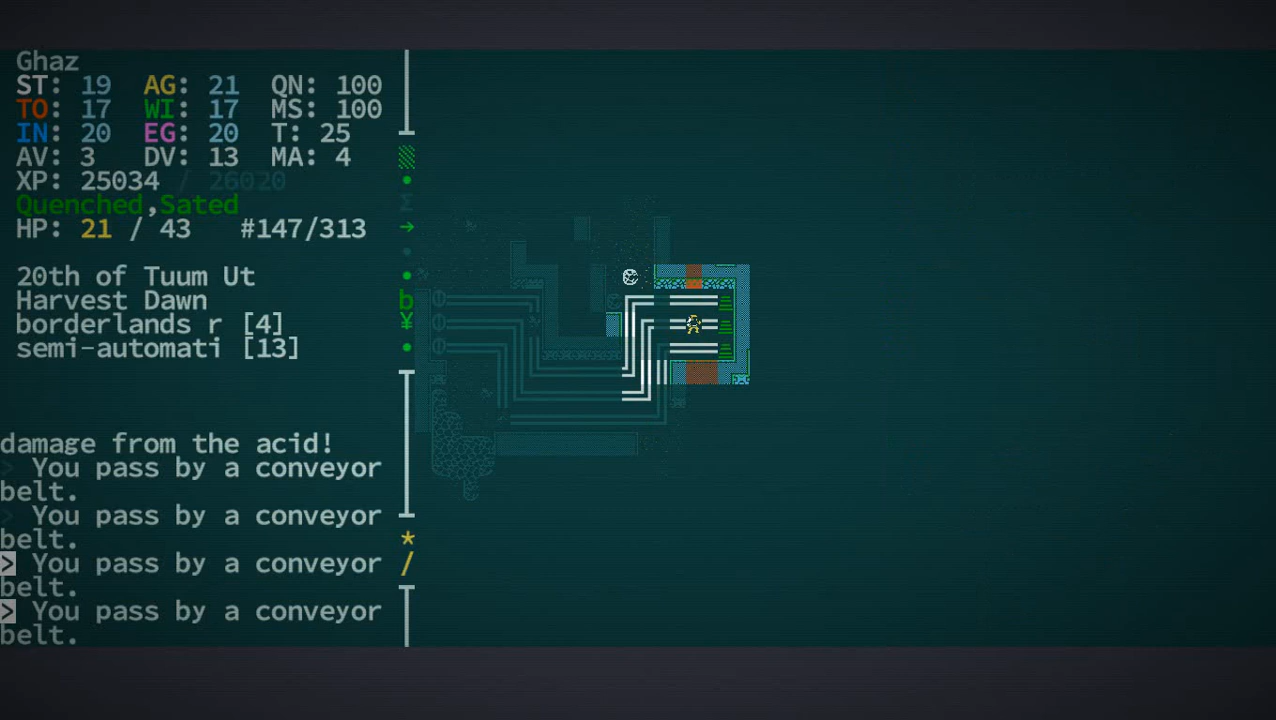 Ghaz
ST: 19 AG: 21 QN: 100
TO: 17 WI: 17 MS: 100
IN: 20 EG: 20 T: 25
AV: 3 DV: 13 MA: 4
XP: 25034 / 26020
Quenched,Sated
HP: 21 / 43 #147/313
20th of Tuum Ut
Harvest Dawn
borderlands r [4]
semi-automati [13]
damage from the acid!
> You pass by a conveyor
belt.
> You pass by a conveyor
belt.
> You pass by a conveyor
belt.
> You pass by a conveyor
belt.